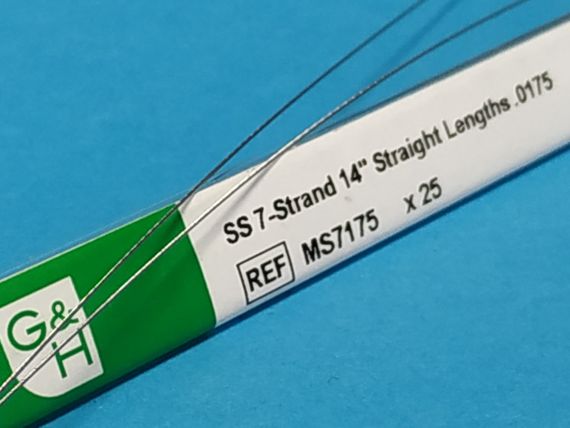 SS 7-Strand 14" Straight Lengths .0175
REF MS7175 x 25
G&H